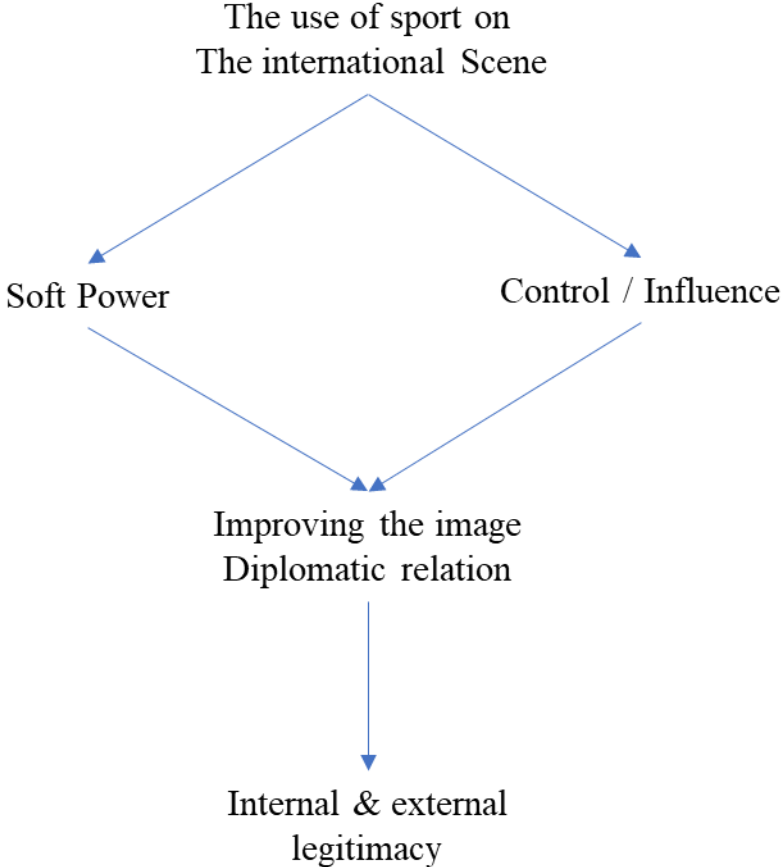 The use of sport on
The international Scene
Soft Power
Control / Influence
Improving the image
Diplomatic relation
Internal & external
legitimacy